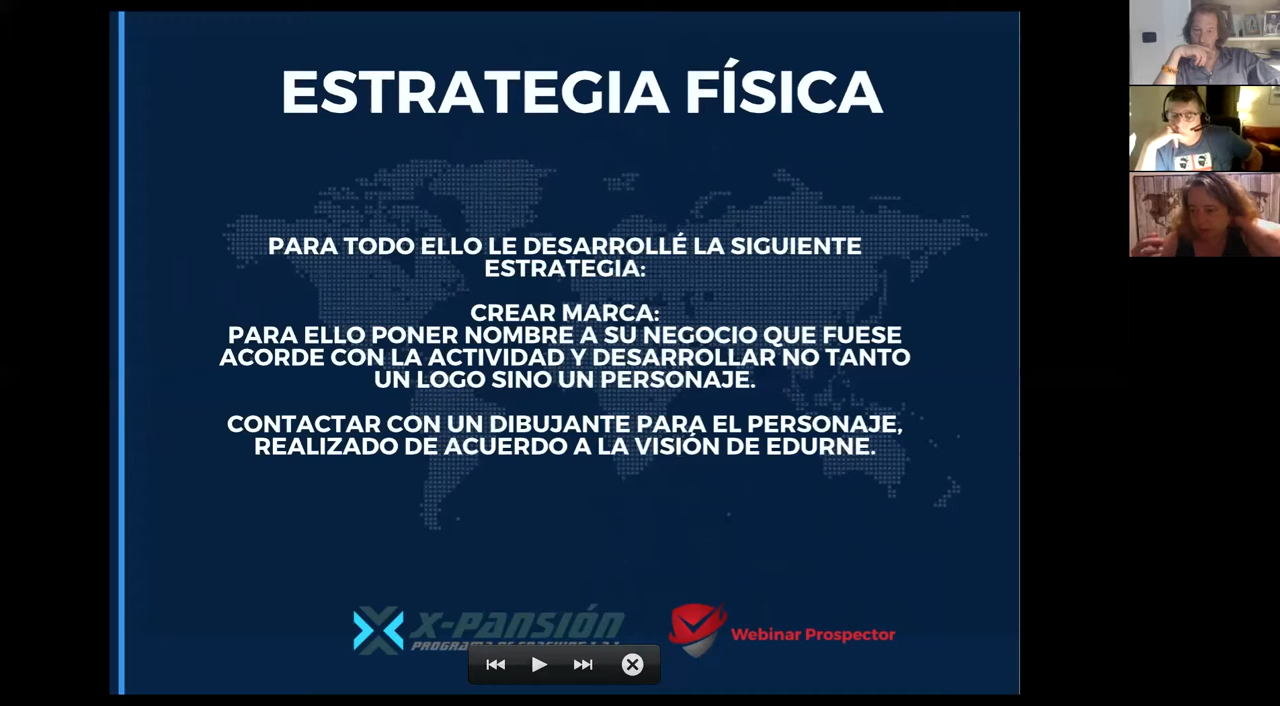 ESTRATEGIA FÍSICA
PARA TODO ELLO LE DESARROLLÉ LA SIGUIENTE
ESTRATEGIA:
CREAR MARCA:
PARA ELLO PONER NOMBRE A SU NEGOCIO QUE FUESE
ACORDE CON LA ACTIVIDAD Y DESARROLLAR NO TANTO
UN LOGO SINO UN PERSONAJE.
CONTACTAR CON UN DIBUJANTE PARA EL PERSONAJE,
REALIZADO DE ACUERDO A LA VISIÓN DE EDURNE.
X-PANSIÓN
PROGRAMA DE
Webinar Prospector